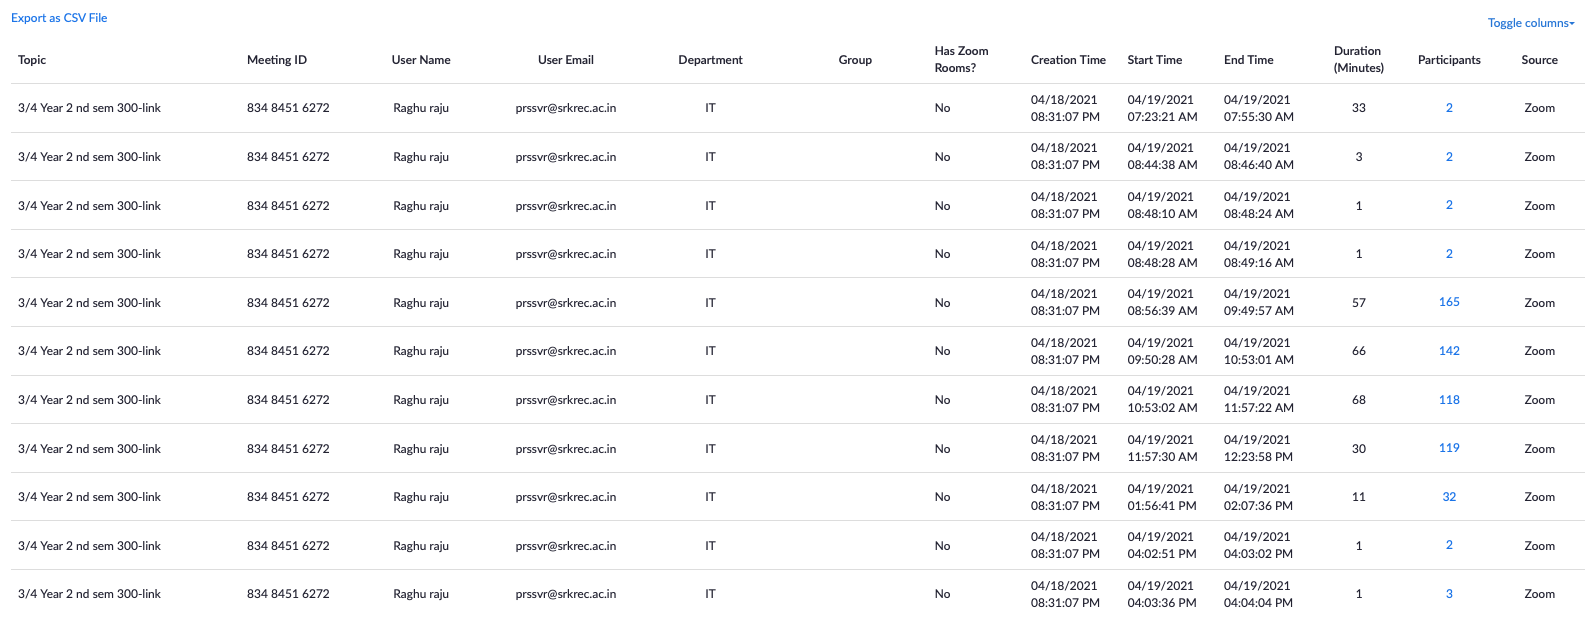 Export as CSV File
Toggle columns
Topic Meeting ID User Name User Email Department Group Has Zoom Rooms? Creation Time Start Time End Time Duration (Minutes) Participants Source
3/4 Year 2 nd sem 300-link 834 8451 6272 Raghu raju prssvr@srkrec.ac.in IT No 04/18/2021 08:31:07 PM 04/19/2021 07:23:21 AM 04/19/2021 07:55:30 AM 33 2 Zoom
3/4 Year 2 nd sem 300-link 834 8451 6272 Raghu raju prssvr@srkrec.ac.in IT No 04/18/2021 08:31:07 PM 04/19/2021 08:44:38 AM 04/19/2021 08:46:40 AM 3 2 Zoom
3/4 Year 2 nd sem 300-link 834 8451 6272 Raghu raju prssvr@srkrec.ac.in IT No 04/18/2021 08:31:07 PM 04/19/2021 08:48:10 AM 04/19/2021 08:48:24 AM 1 2 Zoom
3/4 Year 2 nd sem 300-link 834 8451 6272 Raghu raju prssvr@srkrec.ac.in IT No 04/18/2021 08:31:07 PM 04/19/2021 08:48:28 AM 04/19/2021 08:49:16 AM 1 2 Zoom
3/4 Year 2 nd sem 300-link 834 8451 6272 Raghu raju prssvr@srkrec.ac.in IT No 04/18/2021 08:31:07 PM 04/19/2021 08:56:39 AM 04/19/2021 09:49:57 AM 57 165 Zoom
3/4 Year 2 nd sem 300-link 834 8451 6272 Raghu raju prssvr@srkrec.ac.in IT No 04/18/2021 08:31:07 PM 04/19/2021 09:50:28 AM 04/19/2021 10:53:01 AM 66 142 Zoom
3/4 Year 2 nd sem 300-link 834 8451 6272 Raghu raju prssvr@srkrec.ac.in IT No 04/18/2021 08:31:07 PM 04/19/2021 10:53:02 AM 04/19/2021 11:57:22 AM 68 118 Zoom
3/4 Year 2 nd sem 300-link 834 8451 6272 Raghu raju prssvr@srkrec.ac.in IT No 04/18/2021 08:31:07 PM 04/19/2021 11:57:30 AM 04/19/2021 12:23:58 PM 30 119 Zoom
3/4 Year 2 nd sem 300-link 834 8451 6272 Raghu raju prssvr@srkrec.ac.in IT No 04/18/2021 08:31:07 PM 04/19/2021 01:56:41 PM 04/19/2021 02:07:36 PM 11 32 Zoom
3/4 Year 2 nd sem 300-link 834 8451 6272 Raghu raju prssvr@srkrec.ac.in IT No 04/18/2021 08:31:07 PM 04/19/2021 04:02:51 PM 04/19/2021 04:03:02 PM 1 2 Zoom
3/4 Year 2 nd sem 300-link 834 8451 6272 Raghu raju prssvr@srkrec.ac.in IT No 04/18/2021 08:31:07 PM 04/19/2021 04:03:36 PM 04/19/2021 04:04:04 PM 1 3 Zoom